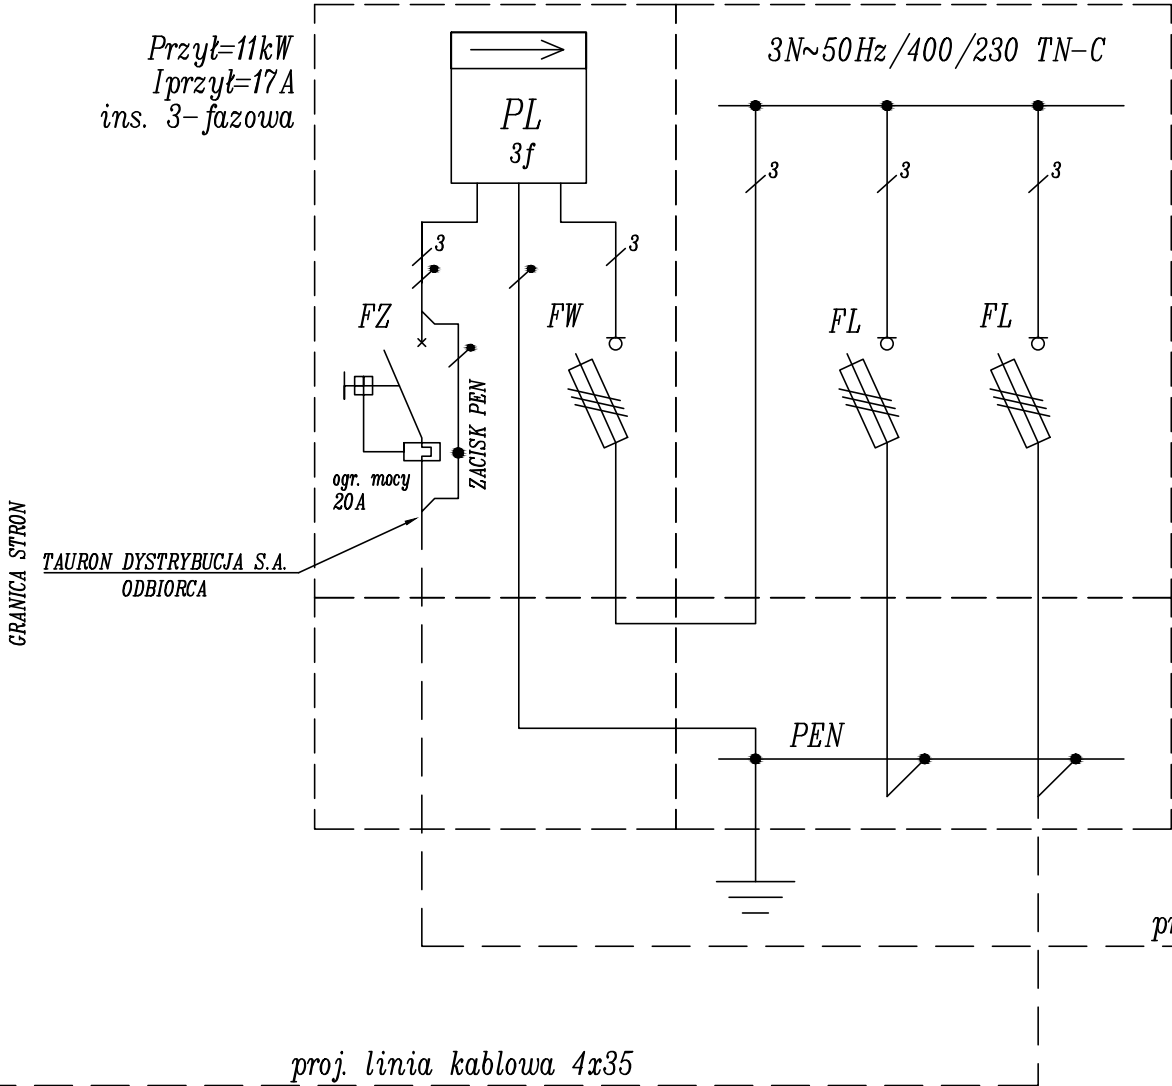 Przył=11kW
Iprzył=17A
ins. 3-fazowa
PL
3f
3N~50Hz/400/230 TN-C
3
3
3
3
3
FZ
FW
FL
FL
ZACISK PEN
ogr. mocy
20A
GRANICA STRON
TAURON DYSTRYBUCJA S.A.
ODBIORCA
PEN
proj. linia kablowa 4x35